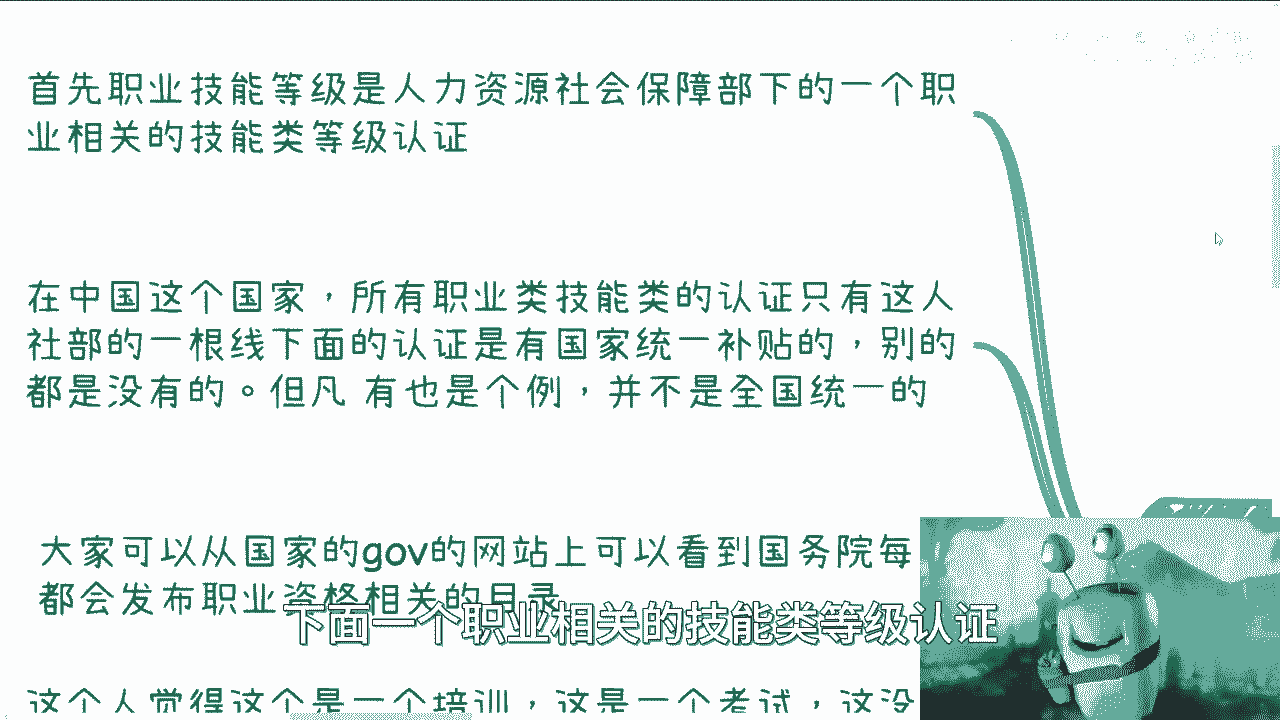 首先职业技能等级是人力资源社会保障部下的一个职
业相关的技能类等级认证
在中国这个国家，所有职业类技能类的认证只有这人
社部的一根线下面的认证是有国家统一补贴的，别的
都是没有的。但凡 有也是个例，并不是全国统一的
大家可以从国家的gov的网站上可以看到国务院每
都会发布职业资格相关的目录
下面一个职业相关的技能类等级认证
这个人觉得这个是一个培训，这是一个考试，这没